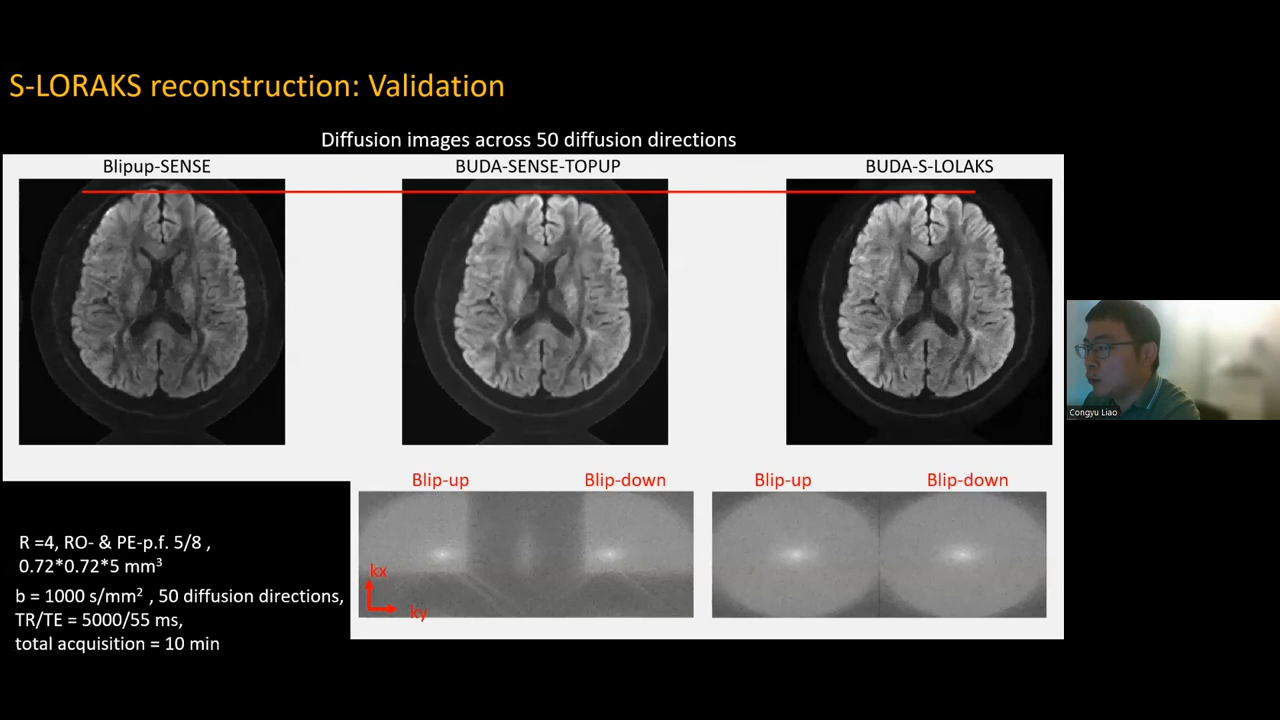 S-LORAKS reconstruction: Validation
Diffusion images across 50 diffusion directions
Blipup-SENSE
BUDA-SENSE-TOPUP
BUDA-S-LOLAKS
Congyu Liao
Blip-up
Blip-down
Blip-up
Blip-down
kx
ky
R =4, RO- & PE-p.f. 5/8 ,
0.72*0.72*5 mm³
b = 1000 s/mm² , 50 diffusion directions,
TR/TE = 5000/55 ms,
total acquisition = 10 min